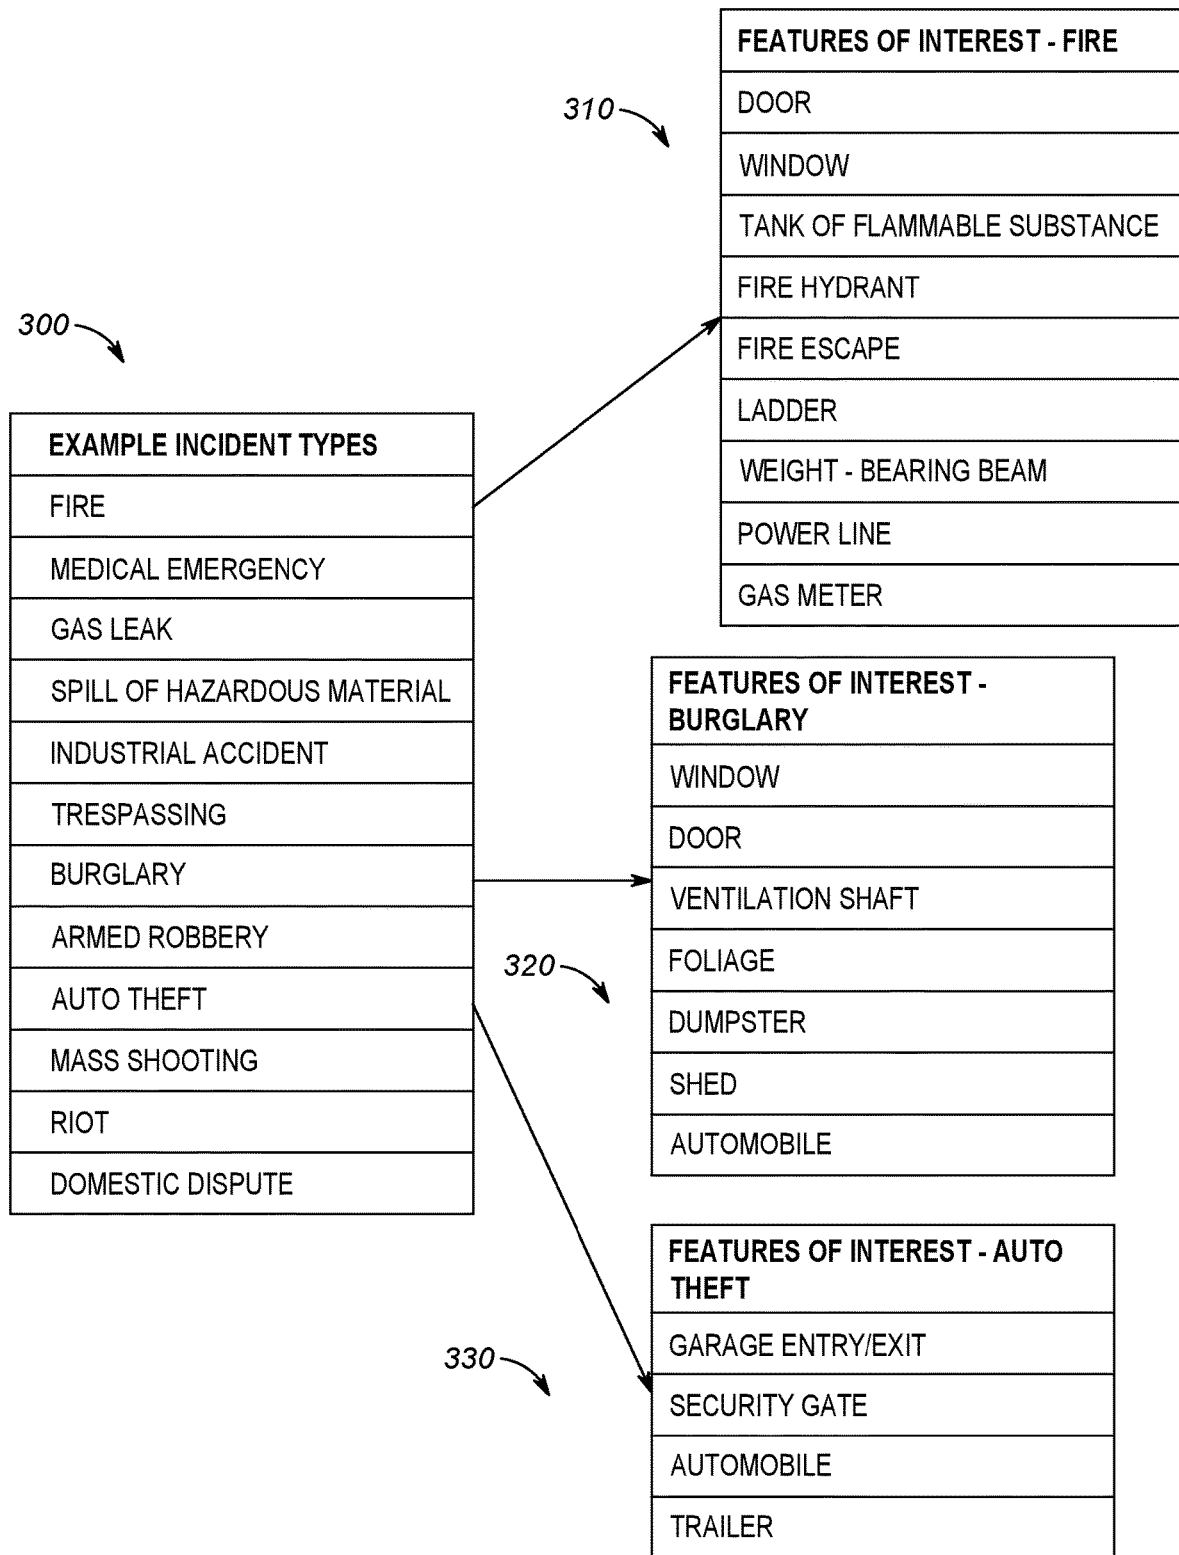 FEATURES OF INTEREST - FIRE
DOOR
WINDOW
TANK OF FLAMMABLE SUBSTANCE
FIRE HYDRANT
FIRE ESCAPE
LADDER
WEIGHT - BEARING BEAM
POWER LINE
GAS METER
310
300
EXAMPLE INCIDENT TYPES
FIRE
MEDICAL EMERGENCY
GAS LEAK
SPILL OF HAZARDOUS MATERIAL
INDUSTRIAL ACCIDENT
TRESPASSING
BURGLARY
ARMED ROBBERY
AUTO THEFT
MASS SHOOTING
RIOT
DOMESTIC DISPUTE
FEATURES OF INTEREST -
BURGLARY
WINDOW
DOOR
VENTILATION SHAFT
FOLIAGE
DUMPSTER
SHED
AUTOMOBILE
320
FEATURES OF INTEREST - AUTO
THEFT
GARAGE ENTRY/EXIT
SECURITY GATE
AUTOMOBILE
TRAILER
330